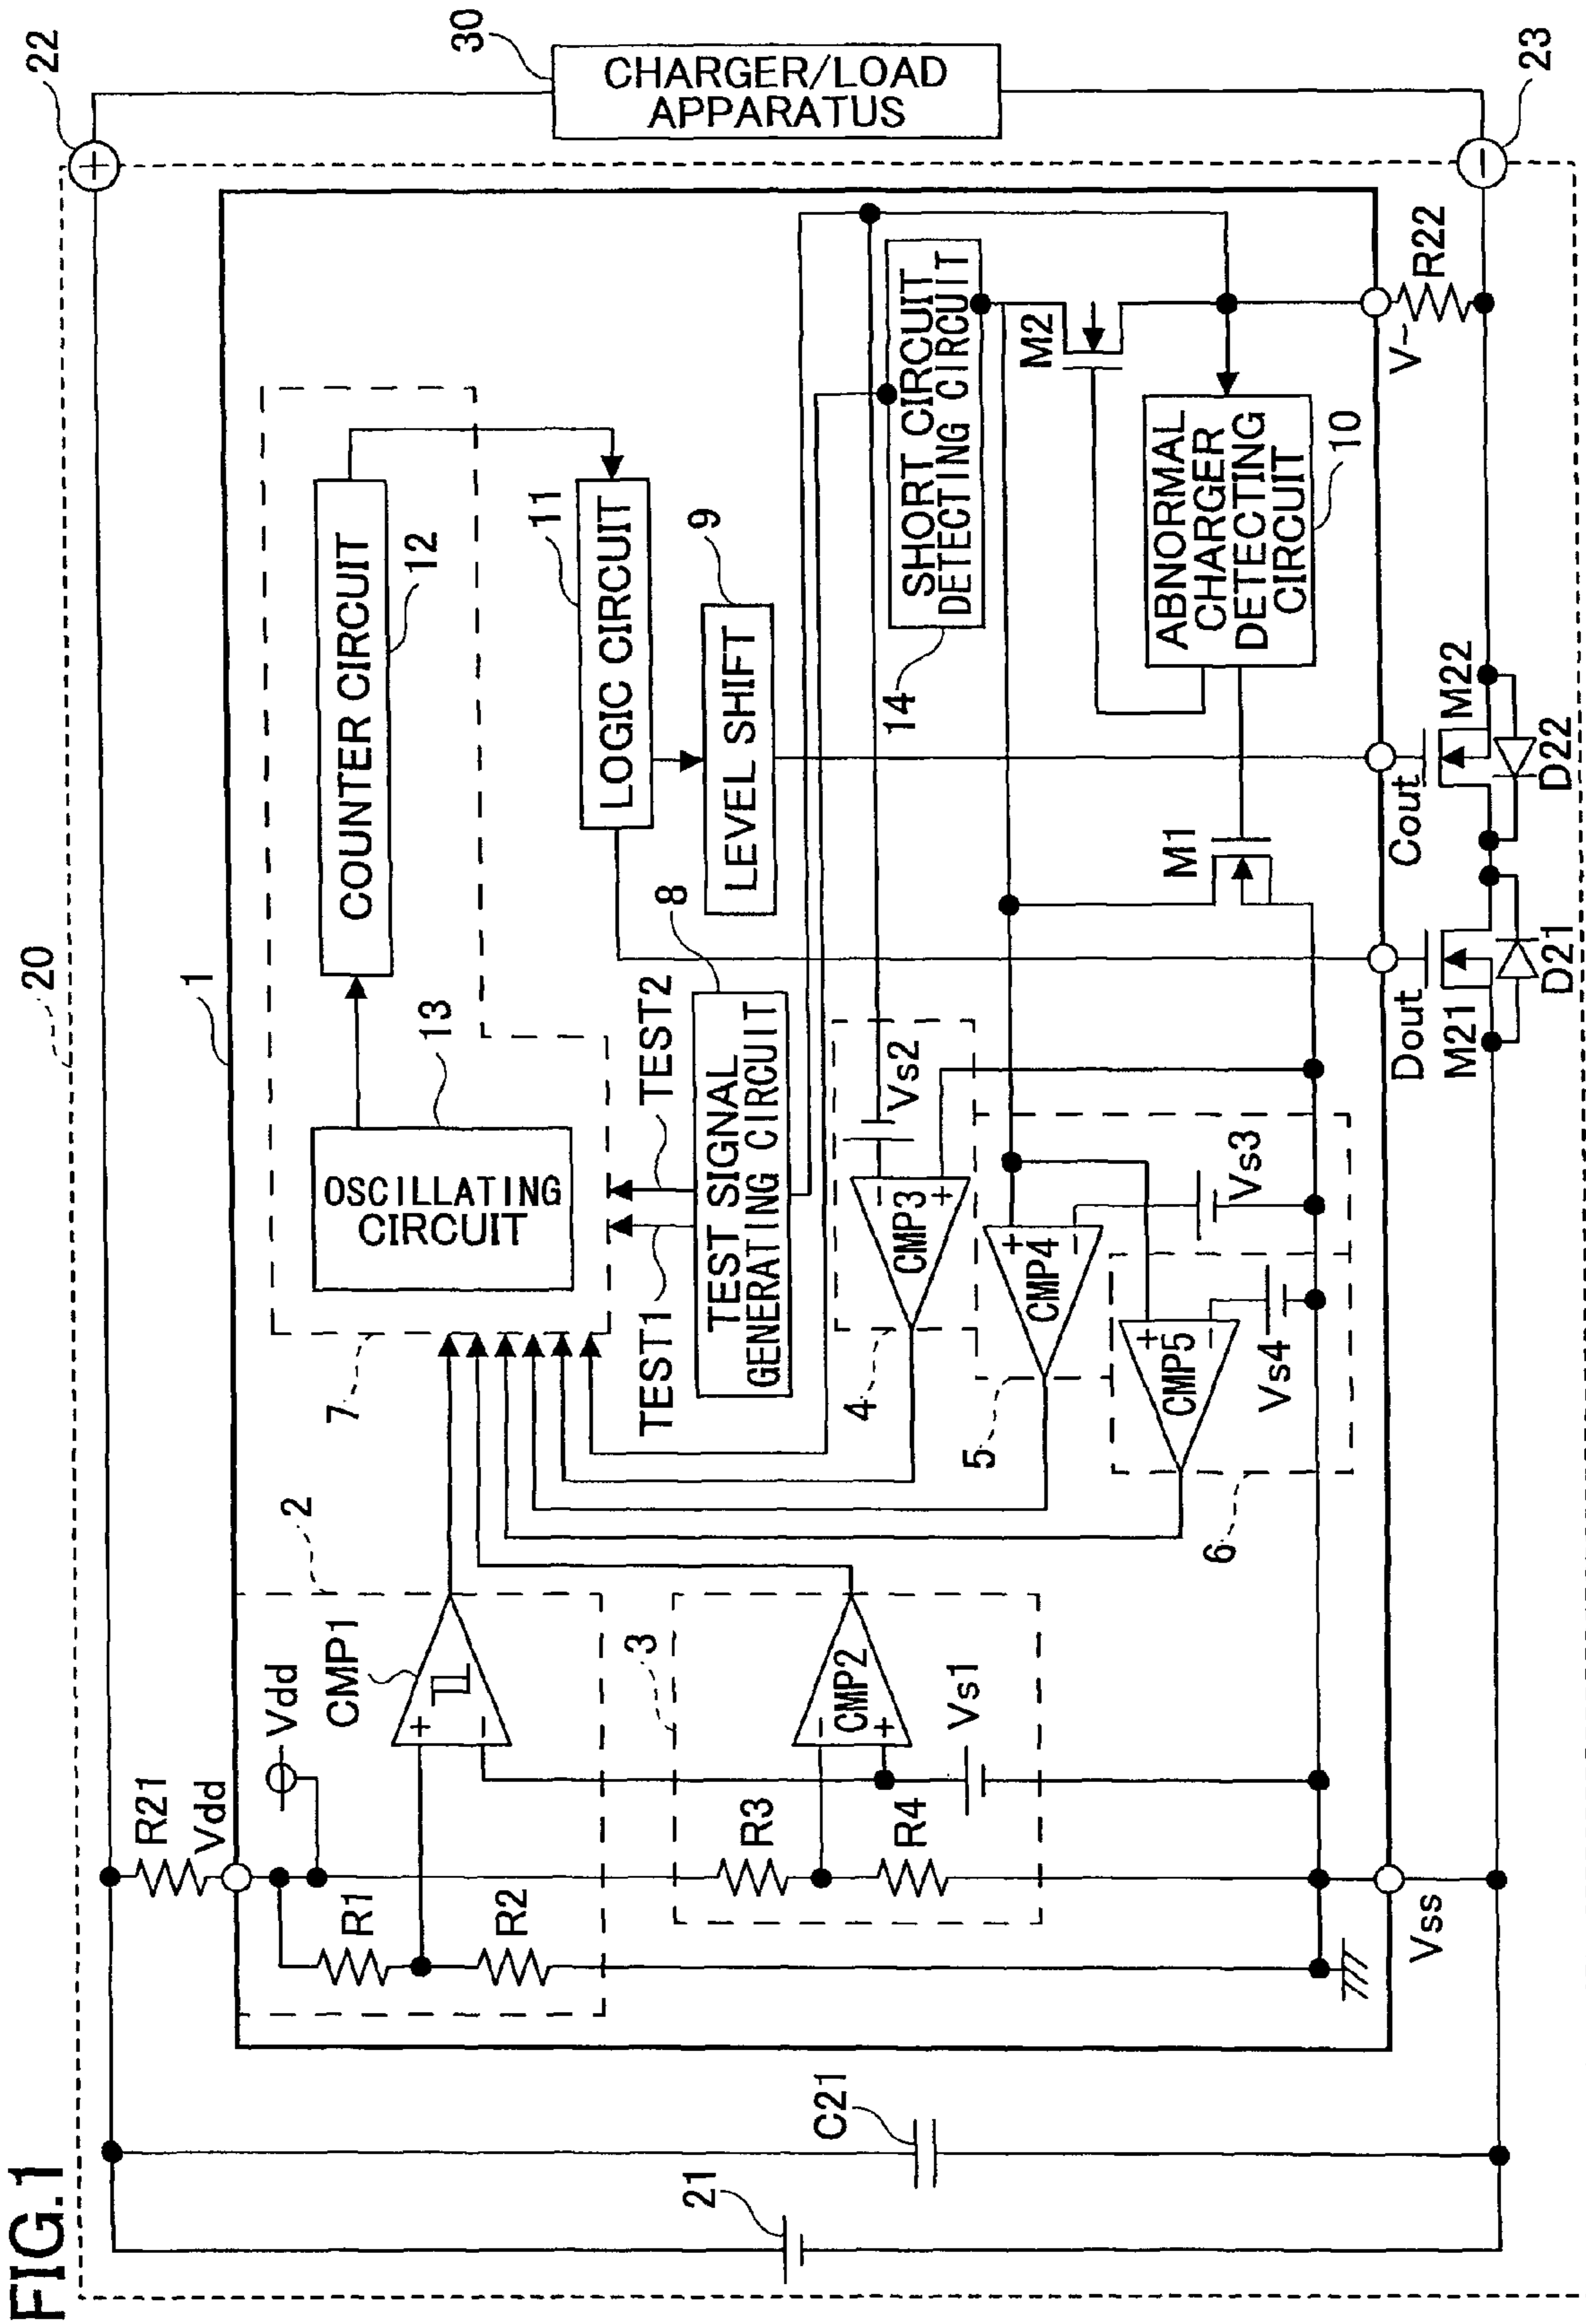 FIG.1
20
22
30
CHARGER/LOAD
APPARATUS
23
1
R21
Vdd
Vdd
CMP1
2
+
−
R1
R2
7
13
OSCILLATING
CIRCUIT
12
COUNTER CIRCUIT
11
LOGIC CIRCUIT
9
LEVEL SHIFT
TEST1
TEST2
8
TEST SIGNAL
GENERATING CIRCUIT
3
R3
R4
CMP2
−
+
Vs1
4
CMP3
−
+
Vs2
5
CMP4
+
−
Vs3
6
CMP5
+
−
Vs4
14
SHORT CIRCUIT
DETECTING CIRCUIT
M2
M1
ABNORMAL
CHARGER
DETECTING
CIRCUIT
10
21
C21
Vss
Dout
M21
D21
Cout
M22
D22
V-
R22
+
−